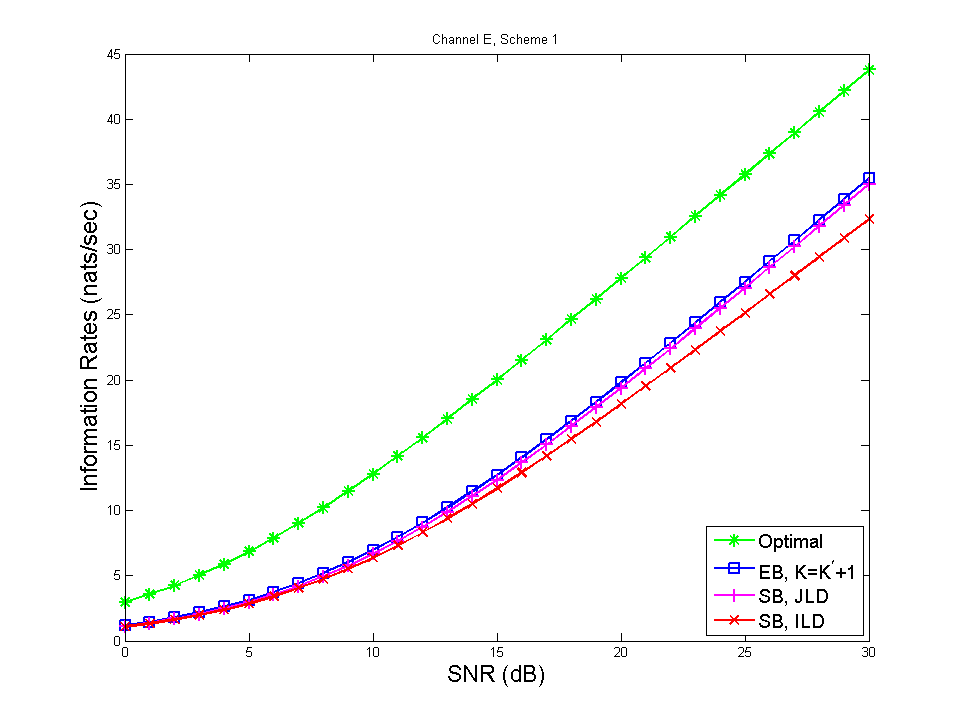 Channel E, Scheme 1
45
40
35
30
25
20
15
10
5
0
Information Rates (nats/sec)
0 5 10 15 20 25 30
SNR (dB)
Optimal
EB, K=K'+1
SB, JLD
SB, ILD